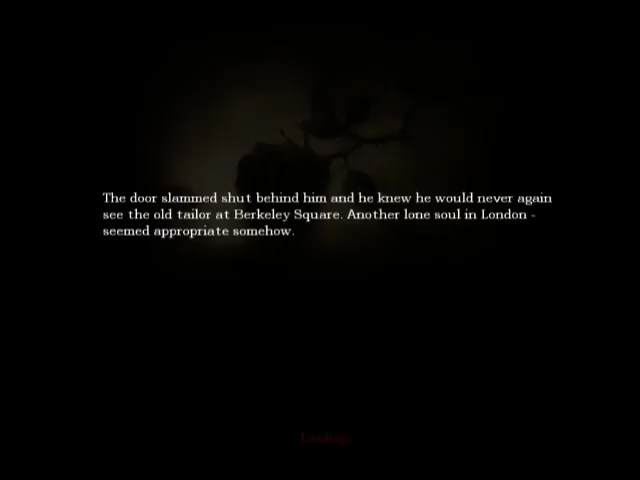 The door slammed shut behind him and he knew he would never again
see the old tailor at Berkeley Square. Another lone soul in London -
seemed appropriate somehow.
Loading